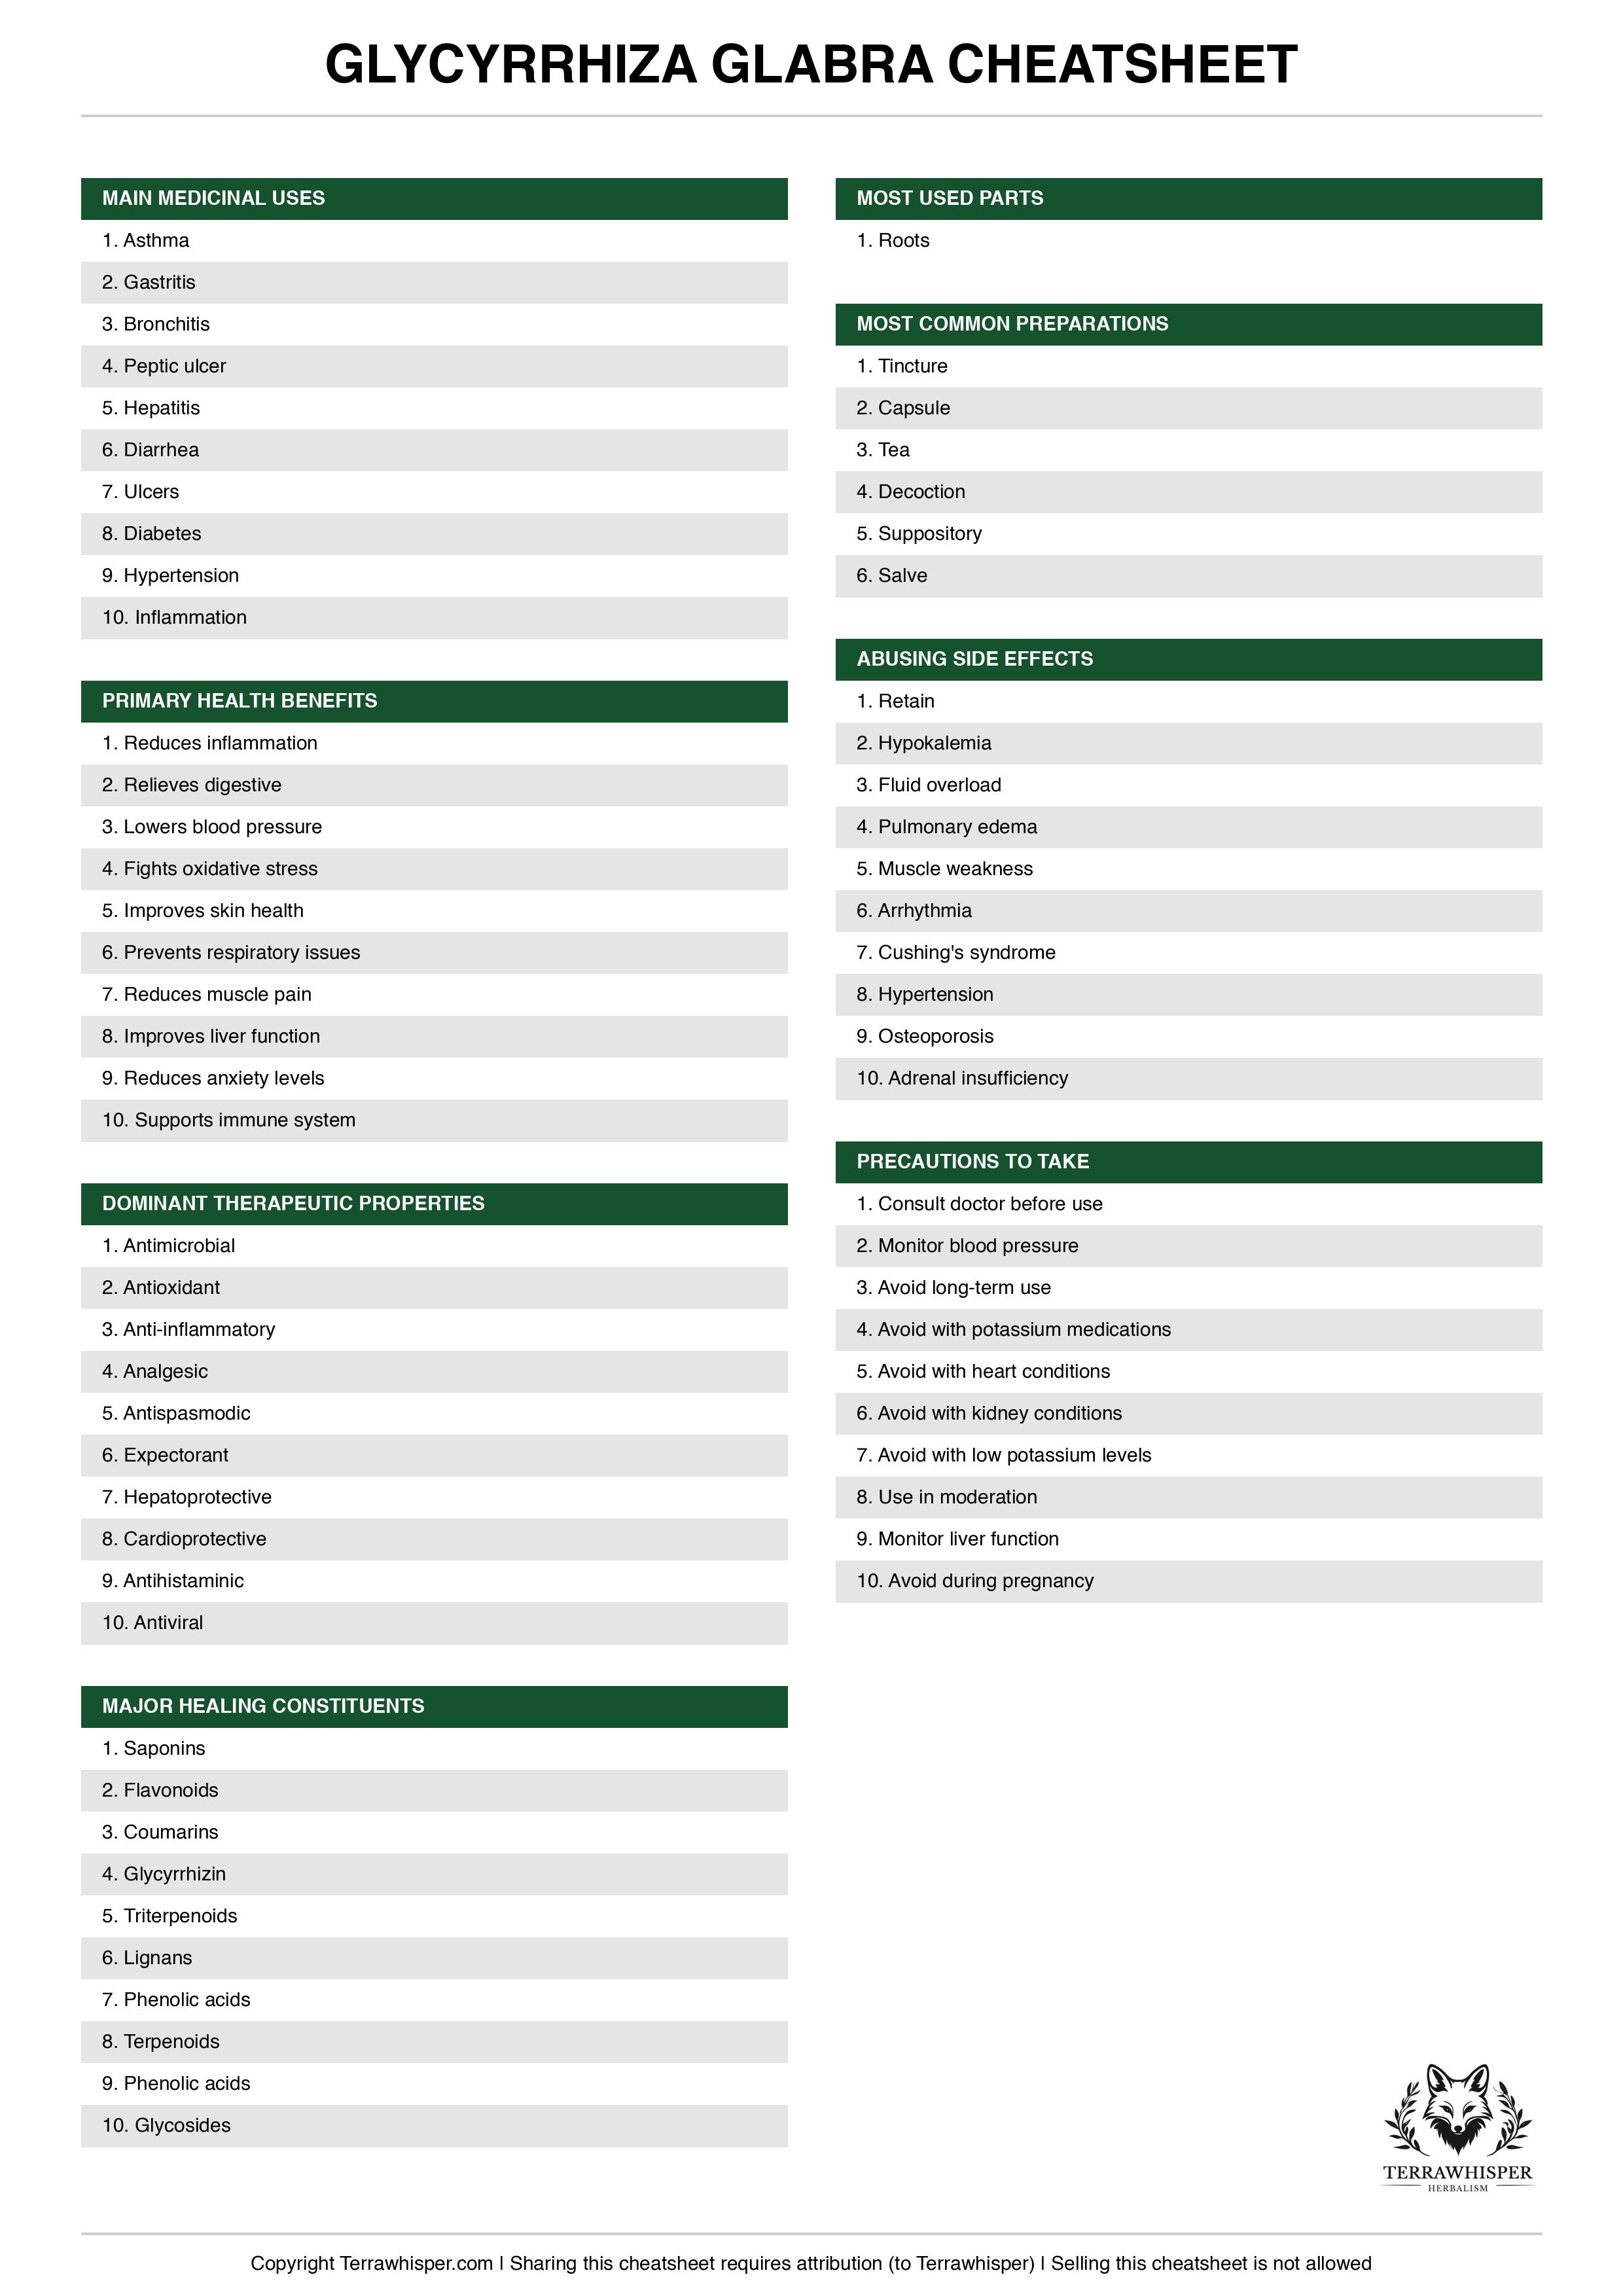 GLYCYRRHIZA GLABRA CHEATSHEET
MAIN MEDICINAL USES
1. Asthma
2. Gastritis
3. Bronchitis
4. Peptic ulcer
5. Hepatitis
6. Diarrhea
7. Ulcers
8. Diabetes
9. Hypertension
10. Inflammation
PRIMARY HEALTH BENEFITS
1. Reduces inflammation
2. Relieves digestive
3. Lowers blood pressure
4. Fights oxidative stress
5. Improves skin health
6. Prevents respiratory issues
7. Reduces muscle pain
8. Improves liver function
9. Reduces anxiety levels
10. Supports immune system
DOMINANT THERAPEUTIC PROPERTIES
1. Antimicrobial
2. Antioxidant
3. Anti-inflammatory
4. Analgesic
5. Antispasmodic
6. Expectorant
7. Hepatoprotective
8. Cardioprotective
9. Antihistaminic
10. Antiviral
MAJOR HEALING CONSTITUENTS
1. Saponins
2. Flavonoids
3. Coumarins
4. Glycyrrhizin
5. Triterpenoids
6. Lignans
7. Phenolic acids
8. Terpenoids
9. Phenolic acids
10. Glycosides
MOST USED PARTS
1. Roots
MOST COMMON PREPARATIONS
1. Tincture
2. Capsule
3. Tea
4. Decoction
5. Suppository
6. Salve
ABUSING SIDE EFFECTS
1. Retain
2. Hypokalemia
3. Fluid overload
4. Pulmonary edema
5. Muscle weakness
6. Arrhythmia
7. Cushing's syndrome
8. Hypertension
9. Osteoporosis
10. Adrenal insufficiency
PRECAUTIONS TO TAKE
1. Consult doctor before use
2. Monitor blood pressure
3. Avoid long-term use
4. Avoid with potassium medications
5. Avoid with heart conditions
6. Avoid with kidney conditions
7. Avoid with low potassium levels
8. Use in moderation
9. Monitor liver function
10. Avoid during pregnancy
TERRAWHISPER
HERBALISM
Copyright Terrawhisper.com | Sharing this cheatsheet requires attribution (to Terrawhisper) | Selling this cheatsheet is not allowed